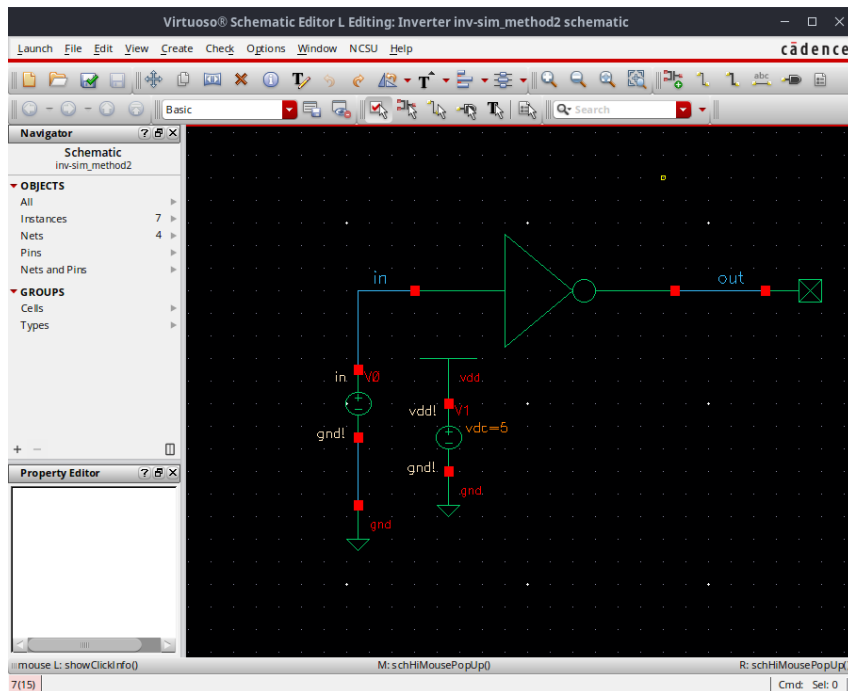 Virtuoso® Schematic Editor L Editing: Inverter inv-sim_method2 schematic
Launch File Edit View Create Check Options Window NCSU Help
cādence
abc
Basic
Search
Navigator
Schematic
inv-sim_method2
OBJECTS
All
Instances 7
Nets 4
Pins
Nets and Pins
GROUPS
Cells
Types
Property Editor
in
out
in
V0
gnd!
gnd
vdd
vdd!
V1
vdc=5
gnd!
gnd
mouse L: showClickInfo()
M: schHiMousePopUp()
R: schHiMousePopUp()
7(15)
Cmd: Sel: 0